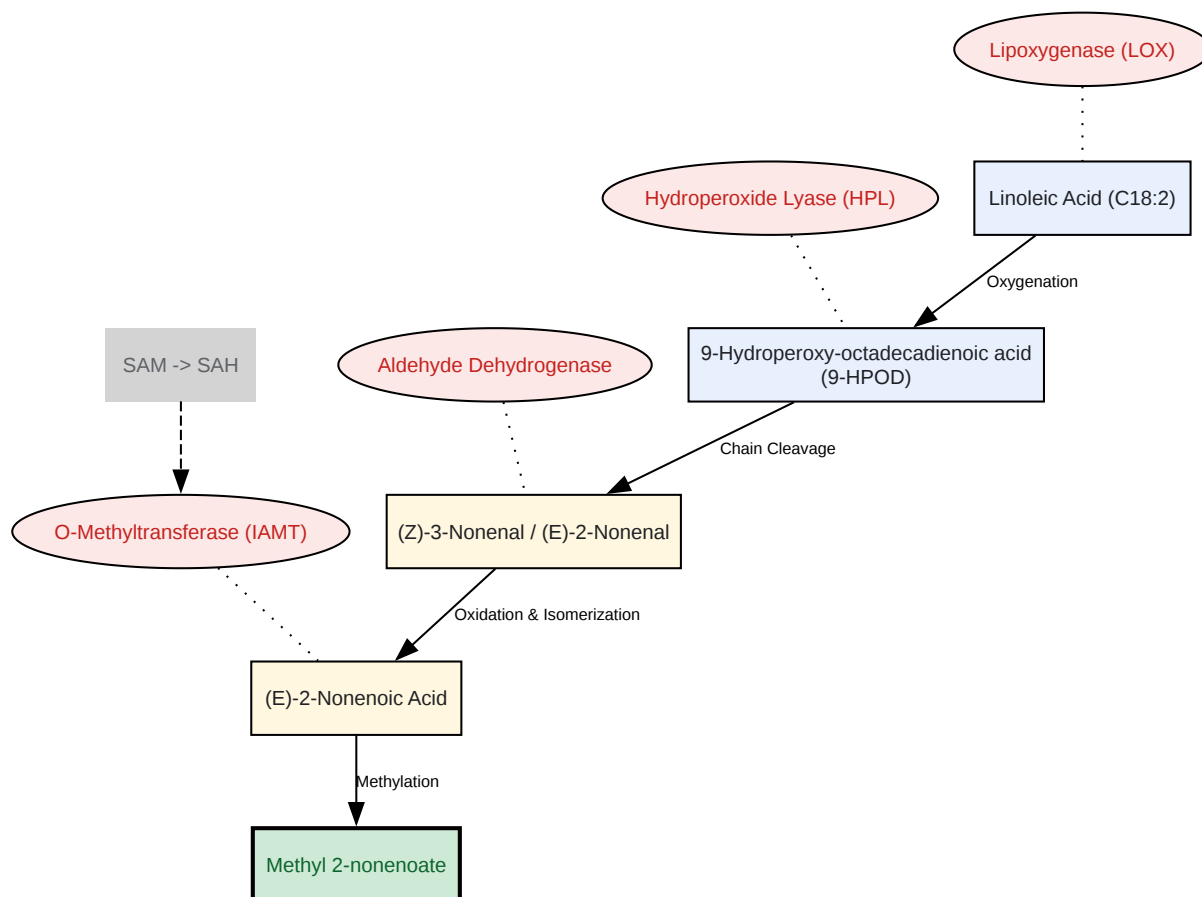 Lipoxygenase (LOX)
Hydroperoxide Lyase (HPL)
Linoleic Acid (C18:2)
Oxygenation
SAM -> SAH
Aldehyde Dehydrogenase
9-Hydroperoxy-octadecadienoic acid
(9-HPOD)
Chain Cleavage
O-Methyltransferase (IAMT)
(Z)-3-Nonenal / (E)-2-Nonenal
Oxidation & Isomerization
(E)-2-Nonenoic Acid
Methylation
Methyl 2-nonenoate